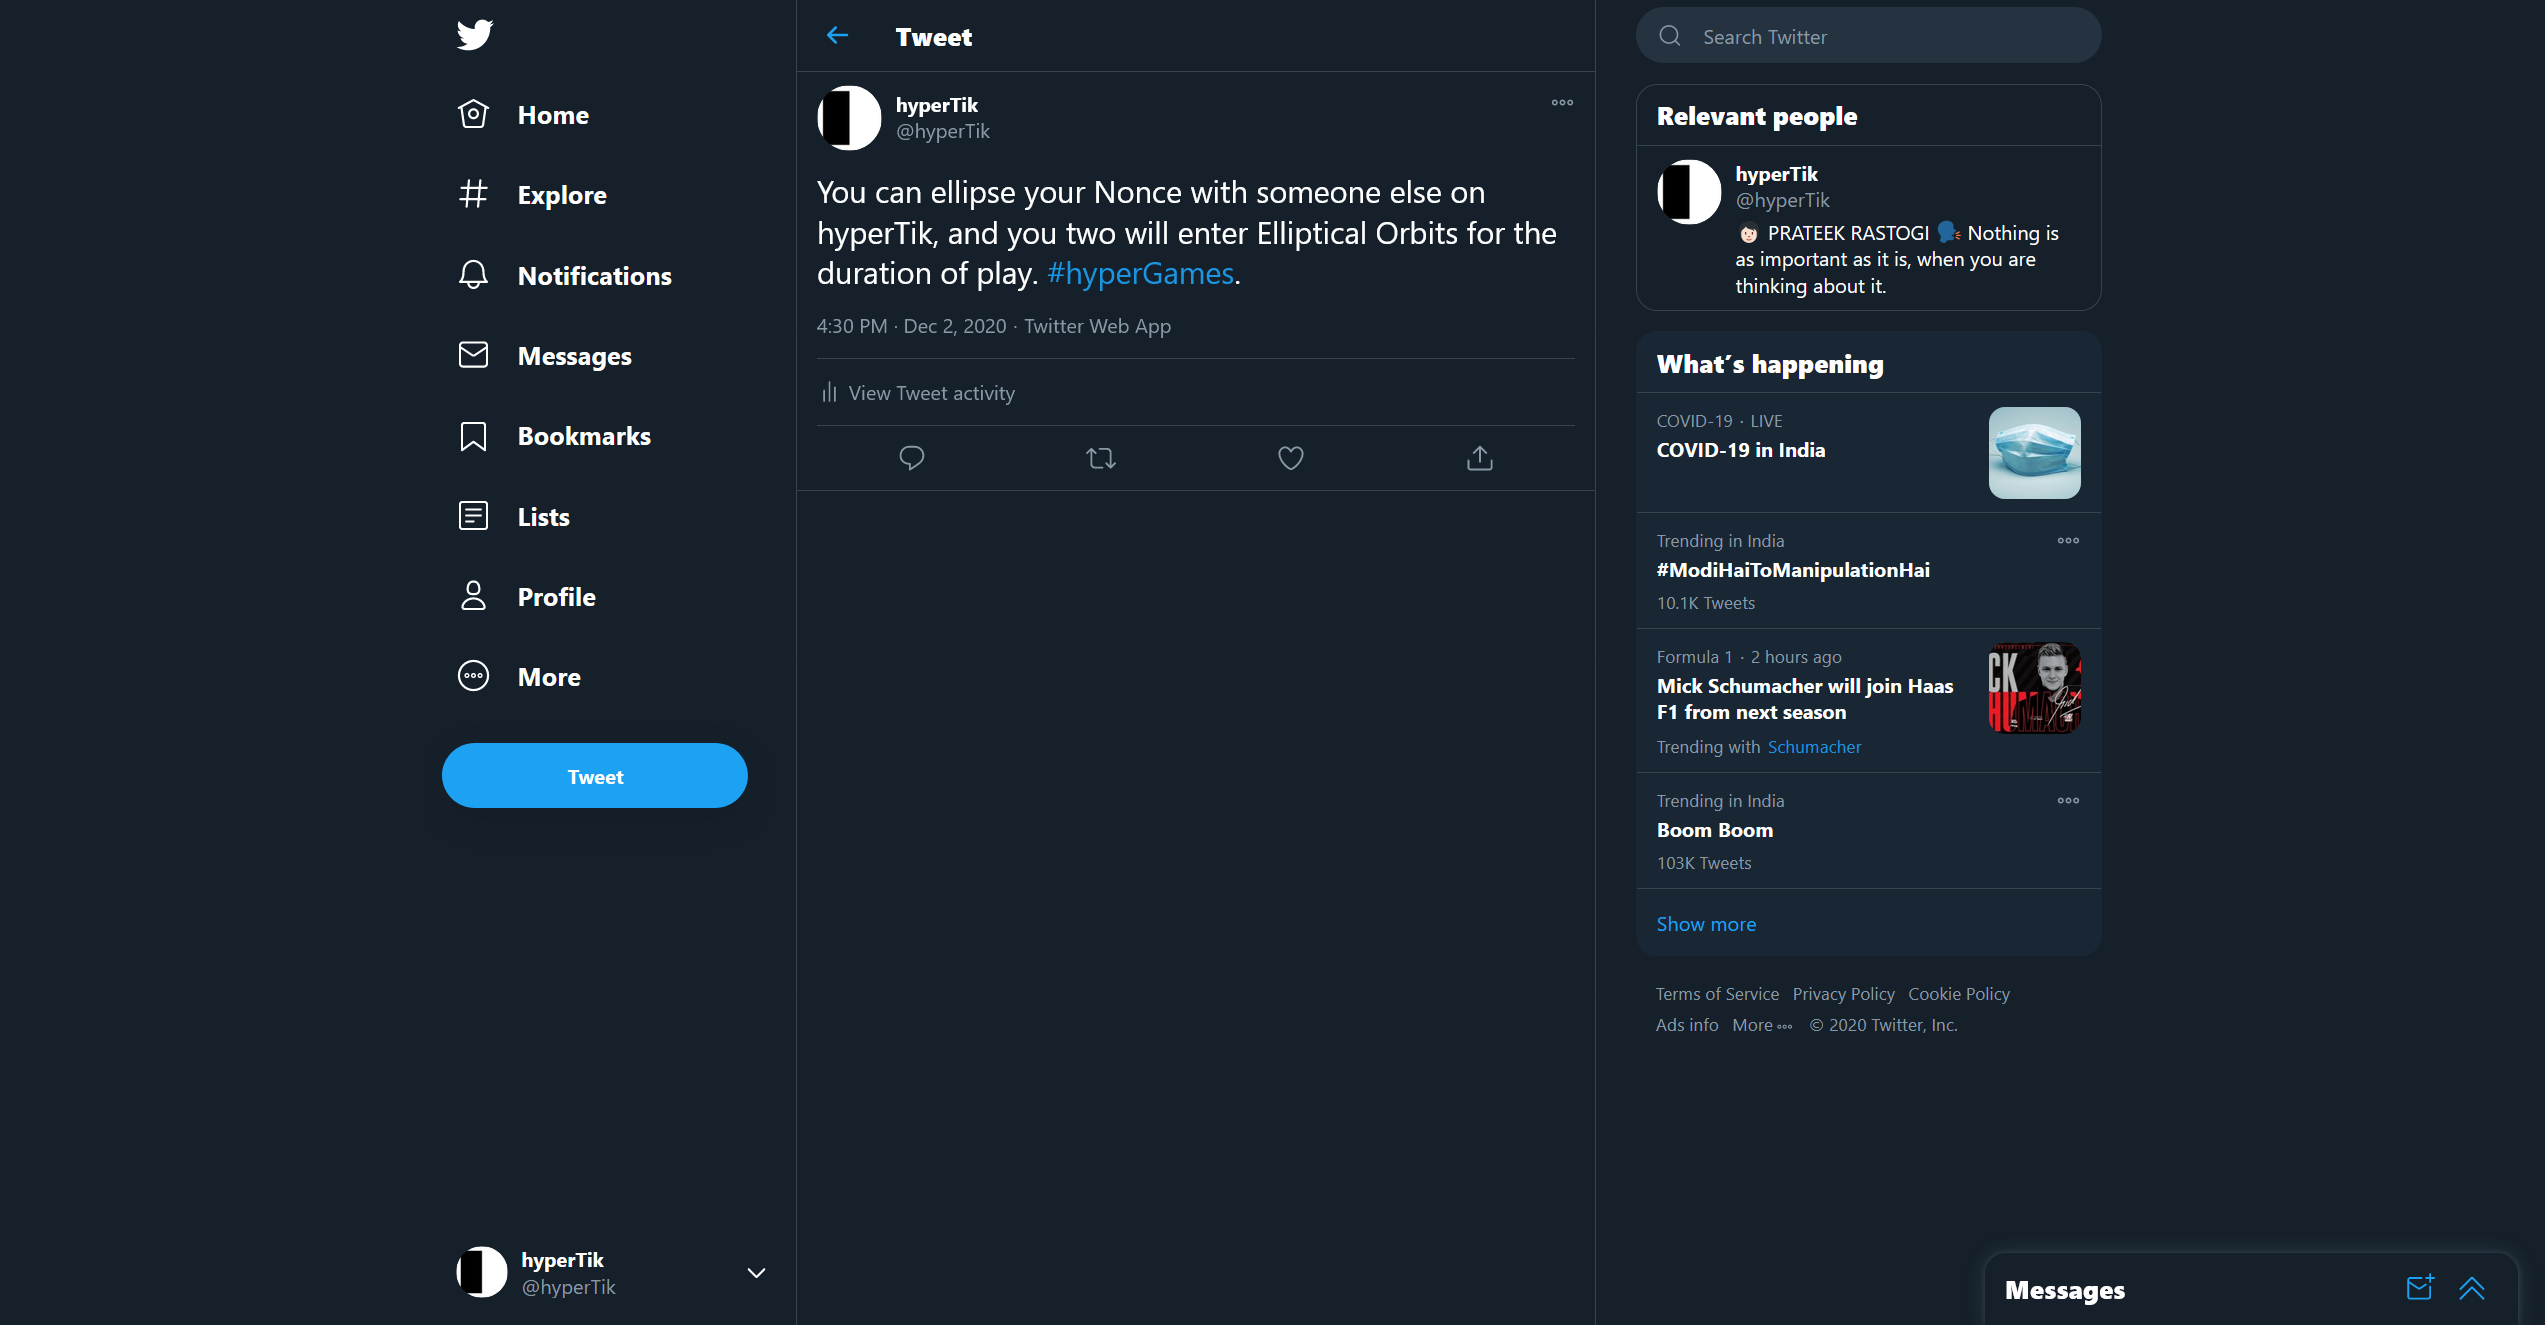 Home
Explore
Notifications
Messages
Bookmarks
Lists
Profile
More
Tweet
hyperTik
@hyperTik
Tweet
hyperTik
@hyperTik
You can ellipse your Nonce with someone else on
hyperTik, and you two will enter Elliptical Orbits for the
duration of play. #hyperGames.
4:30 PM · Dec 2, 2020 · Twitter Web App
View Tweet activity
Search Twitter
Relevant people
hyperTik
@hyperTik
PRATEEK RASTOGI Nothing is
as important as it is, when you are
thinking about it.
What's happening
COVID-19 · LIVE
COVID-19 in India
Trending in India
#ModiHaiToManipulationHai
10.1K Tweets
Formula 1 · 2 hours ago
Mick Schumacher will join Haas
F1 from next season
Trending with Schumacher
Trending in India
Boom Boom
103K Tweets
Show more
Terms of Service Privacy Policy Cookie Policy
Ads info More © 2020 Twitter, Inc.
Messages